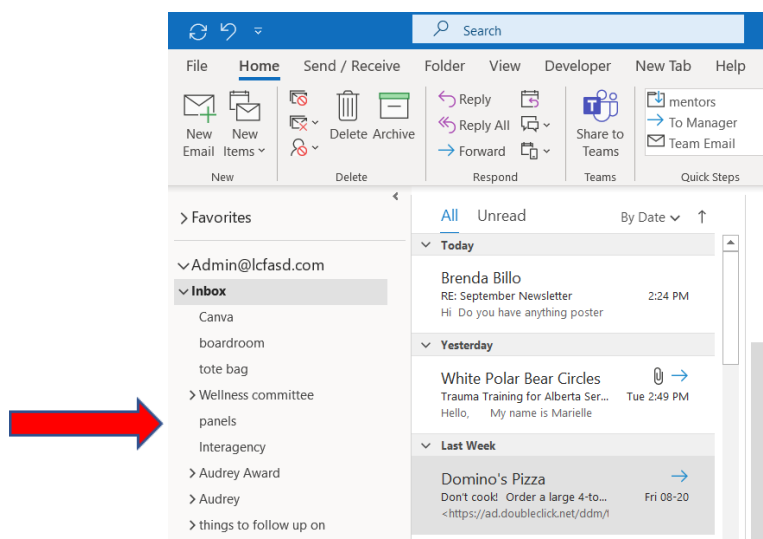 Search
File Home Send / Receive Folder View Developer New Tab Help
New Email
New Items
Delete
Archive
Reply
Reply All
Forward
Share to Teams
mentors
To Manager
Team Email
New Delete Respond Teams Quick Steps
Favorites
Admin@lcfasd.com
Inbox
Canva
boardroom
tote bag
Wellness committee
panels
Interagency
Audrey Award
Audrey
things to follow up on
All Unread By Date
Today
Brenda Billo
RE: September Newsletter 2:24 PM
Hi Do you have anything poster
Yesterday
White Polar Bear Circles
Trauma Training for Alberta Ser... Tue 2:49 PM
Hello, My name is Marielle
Last Week
Domino's Pizza
Don't cook! Order a large 4-to... Fri 08-20
<https://ad.doubleclick.net/ddm/t